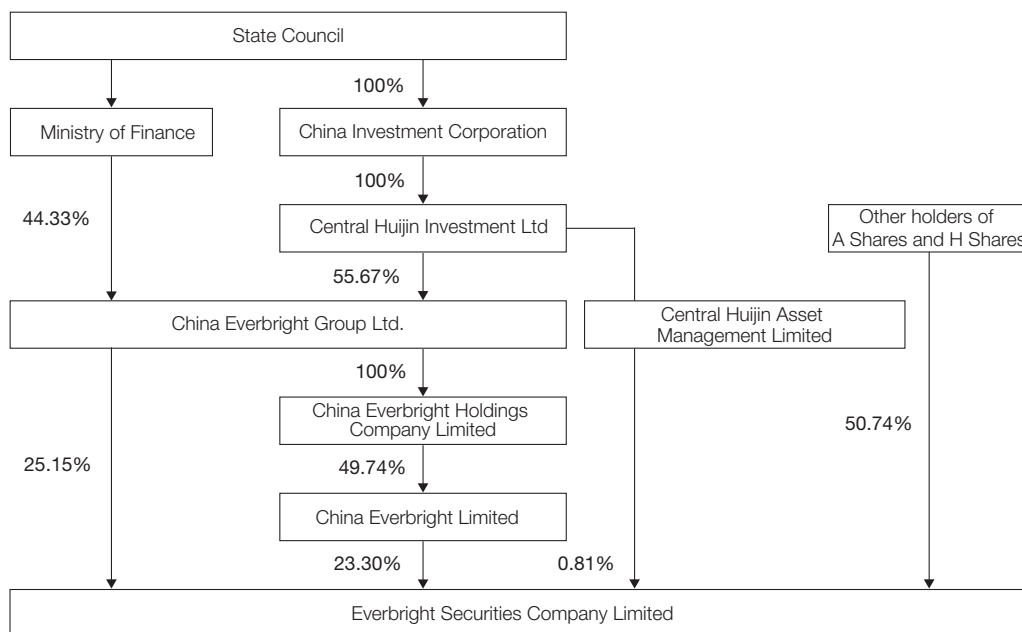 State Council
100%
Ministry of Finance
China Investment Corporation
100%
44.33%
Central Huijin Investment Ltd
Other holders of
A Shares and H Shares
55.67%
China Everbright Group Ltd.
Central Huijin Asset
Management Limited
100%
China Everbright Holdings
Company Limited
50.74%
25.15%
49.74%
China Everbright Limited
23.30%
0.81%
Everbright Securities Company Limited